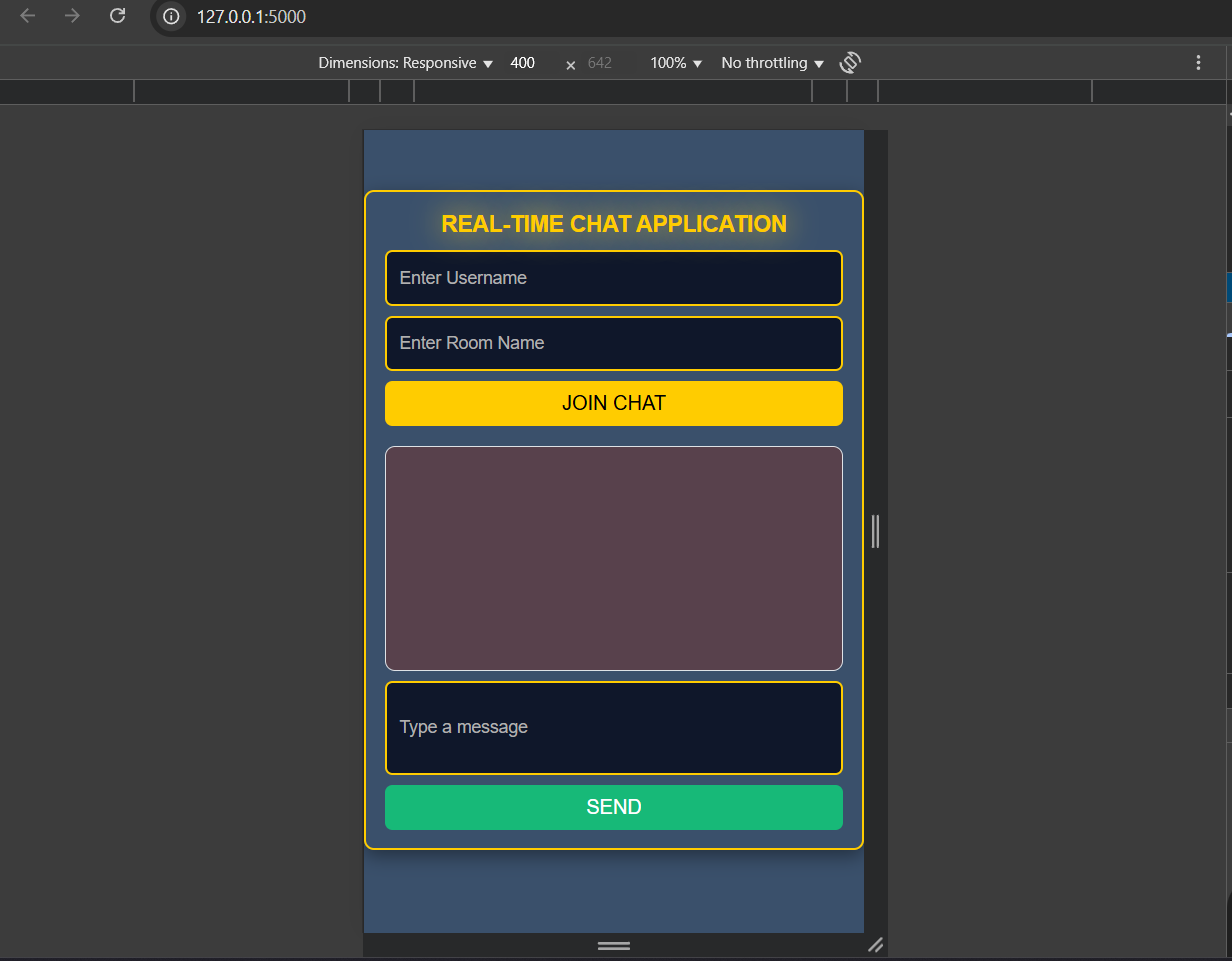 127.0.0.1:5000
Dimensions: Responsive 400 × 642 100% No throttling
REAL-TIME CHAT APPLICATION
Enter Username
Enter Room Name
JOIN CHAT
Type a message
SEND